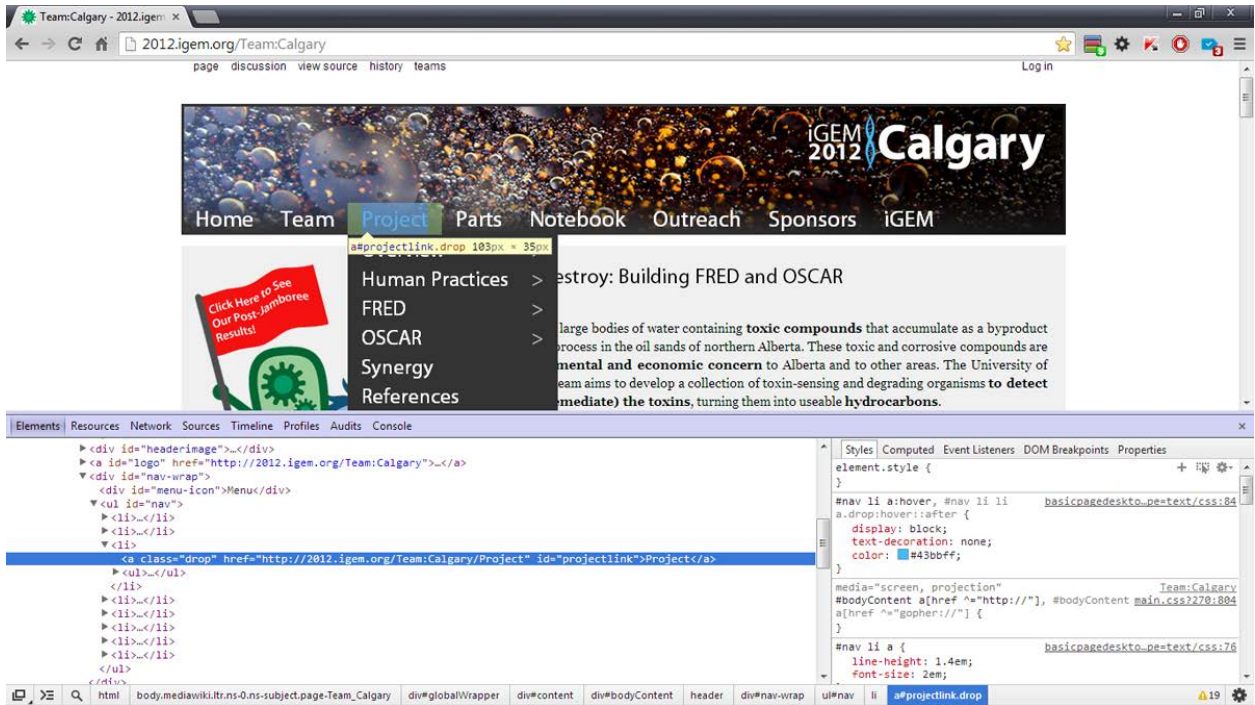 Team:Calgary - 2012.igem
2012.igem.org/Team:Calgary
page discussion view source history teams
Log in
iGEM 2012 Calgary
Home Team Project Parts Notebook Outreach Sponsors iGEM
a#projectlink.drop 103px × 35px
Overview >
Human Practices >
FRED >
OSCAR >
Synergy
References
Click Here to See
Our Post-Jamboree
Results!
estroy: Building FRED and OSCAR
large bodies of water containing toxic compounds that accumulate as a byproduct
process in the oil sands of northern Alberta. These toxic and corrosive compounds are
mental and economic concern to Alberta and to other areas. The University of
eam aims to develop a collection of toxin-sensing and degrading organisms to detect
emediate) the toxins, turning them into useable hydrocarbons.
Elements Resources Network Sources Timeline Profiles Audits Console
<div id="headerimage">…</div>
<a id="logo" href="http://2012.igem.org/Team:Calgary">…</a>
<div id="nav-wrap">
<div id="menu-icon">Menu</div>
<ul id="nav">
<li>…</li>
<li>…</li>
<li>
<a class="drop" href="http://2012.igem.org/Team:Calgary/Project" id="projectlink">Project</a>
<ul>…</ul>
</li>
<li>…</li>
<li>…</li>
<li>…</li>
<li>…</li>
<li>…</li>
</ul>
</div>
Styles Computed Event Listeners DOM Breakpoints Properties
element.style {
}
#nav li a:hover, #nav li li basicpagedeskto…pe=text/css:84
a.drop:hover::after {
display: block;
text-decoration: none;
color: #43bbff;
}
media="screen, projection" Team:Calgary
#bodyContent a[href ^="http://"], #bodyContent main.css?270:804
a[href ^="gopher://"] {
}
#nav li a { basicpagedeskto…pe=text/css:76
line-height: 1.4em;
font-size: 2em;
html body.mediawiki.ltr.ns-0.ns-subject.page-Team_Calgary div#globalWrapper div#content div#bodyContent header div#nav-wrap ul#nav li a#projectlink.drop 19